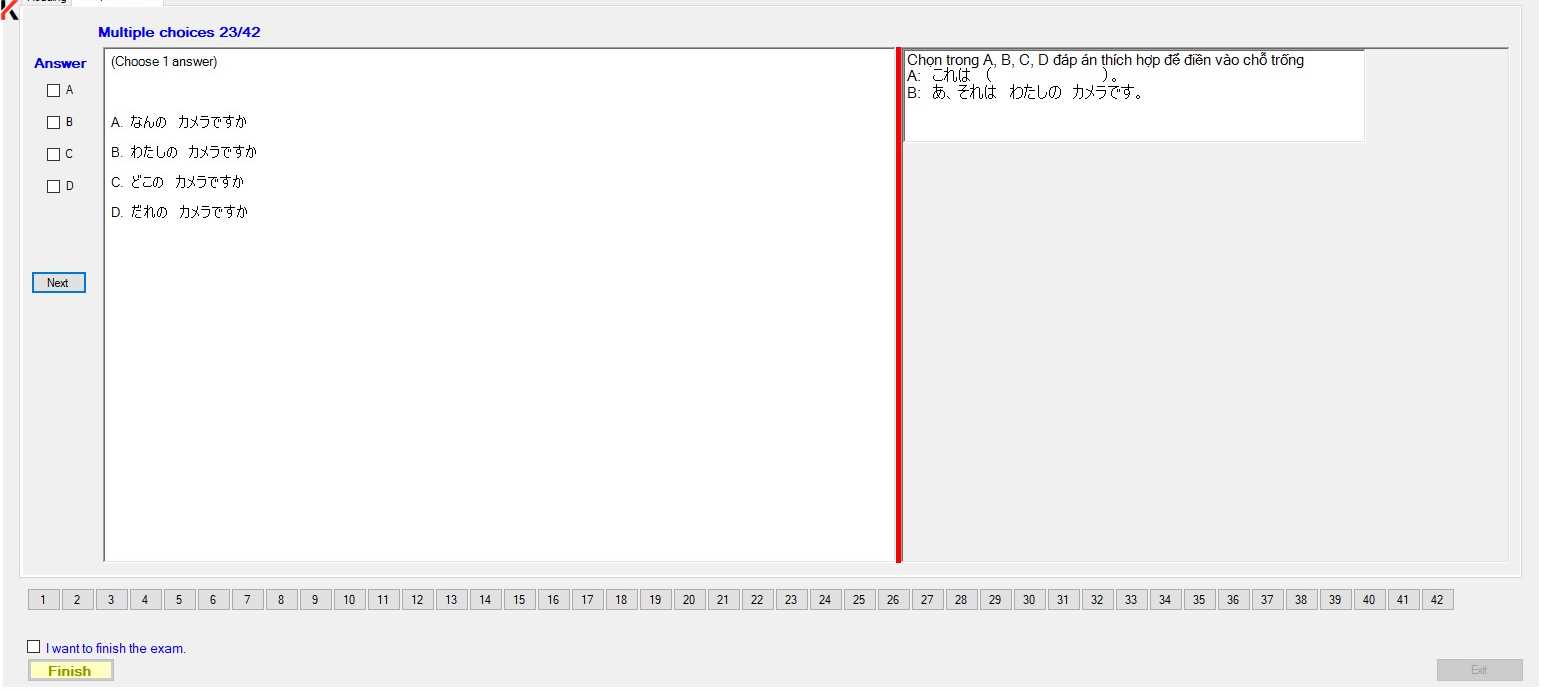 Multiple choices 23/42
Answer
A
B
C
D
Next
(Choose 1 answer)
A. なんの カメラですか
B. わたしの カメラですか
C. どこの カメラですか
D. だれの カメラですか
Chọn trong A, B, C, D đáp án thích hợp để điền vào chỗ trống
A: これは ( )。
B: あ、それは わたしの カメラです。
1 2 3 4 5 6 7 8 9 10 11 12 13 14 15 16 17 18 19 20 21 22 23 24 25 26 27 28 29 30 31 32 33 34 35 36 37 38 39 40 41 42
I want to finish the exam.
Finish
Exit